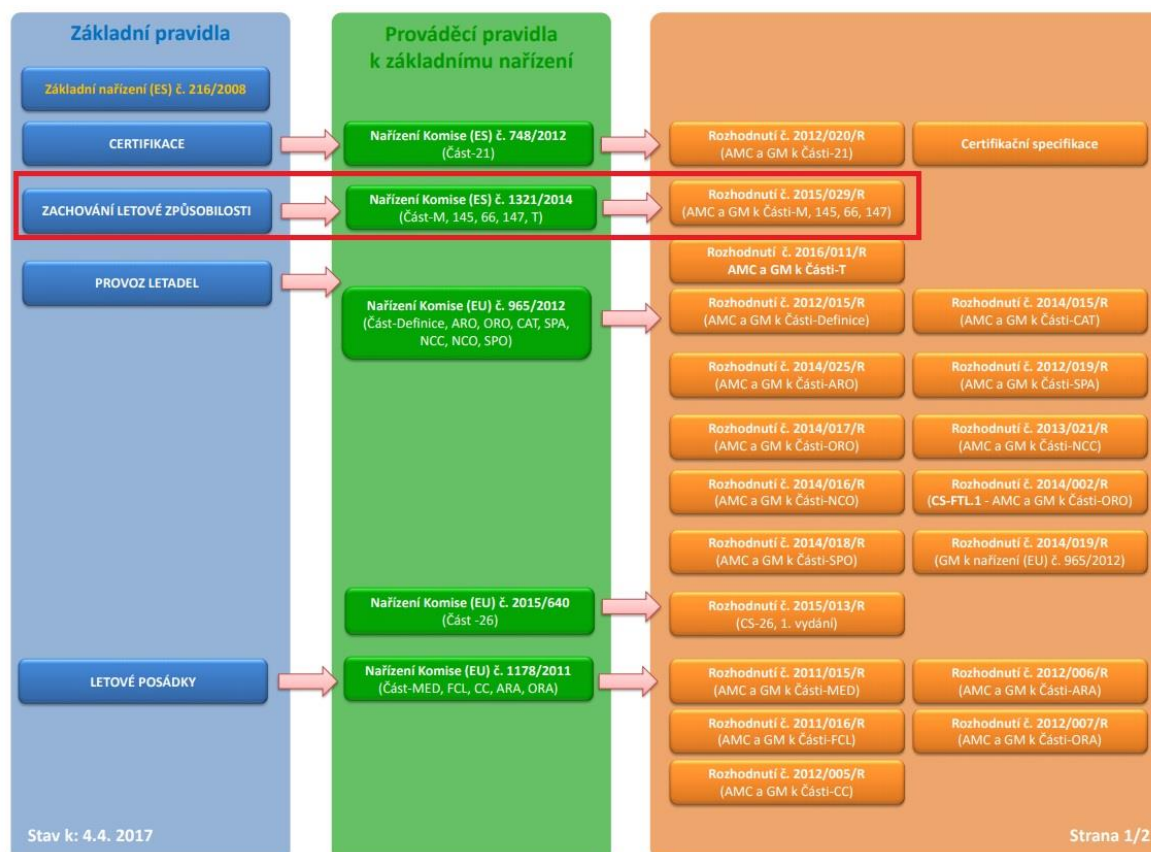 Základní pravidla
Prováděcí pravidla
k základnímu nařízení
Základní nařízení (ES) č. 216/2008
CERTIFIKACE
Nařízení Komise (ES) č. 748/2012
(Část-21)
Rozhodnutí č. 2012/020/R
(AMC a GM k Části-21)
Certifikační specifikace
ZACHOVÁNÍ LETOVÉ ZPŮSOBILOSTI
Nařízení Komise (ES) č. 1321/2014
(Část-M, 145, 66, 147, T)
Rozhodnutí č. 2015/029/R
(AMC a GM k Části-M, 145, 66, 147)
Rozhodnutí č. 2016/011/R
AMC a GM k Části-T
PROVOZ LETADEL
Nařízení Komise (EU) č. 965/2012
(Část-Definice, ARO, ORO, CAT, SPA,
NCC, NCO, SPO)
Rozhodnutí č. 2012/015/R
(AMC a GM k Části-Definice)
Rozhodnutí č. 2014/015/R
(AMC a GM k Části-CAT)
Rozhodnutí č. 2014/025/R
(AMC a GM k Části-ARO)
Rozhodnutí č. 2012/019/R
(AMC a GM k Části-SPA)
Rozhodnutí č. 2014/017/R
(AMC a GM k Části-ORO)
Rozhodnutí č. 2013/021/R
(AMC a GM k Části-NCC)
Rozhodnutí č. 2014/016/R
(AMC a GM k Části-NCO)
Rozhodnutí č. 2014/002/R
(CS-FTL.1 - AMC a GM k Části-ORO)
Rozhodnutí č. 2014/018/R
(AMC a GM k Části-SPO)
Rozhodnutí č. 2014/019/R
(GM k nařízení (EU) č. 965/2012)
Nařízení Komise (EU) č. 2015/640
(Část -26)
Rozhodnutí č. 2015/013/R
(CS-26, 1. vydání)
LETOVÉ POSÁDKY
Nařízení Komise (EU) č. 1178/2011
(Část-MED, FCL, CC, ARA, ORA)
Rozhodnutí č. 2011/015/R
(AMC a GM k Části-MED)
Rozhodnutí č. 2012/006/R
(AMC a GM k Části-ARA)
Rozhodnutí č. 2011/016/R
(AMC a GM k Části-FCL)
Rozhodnutí č. 2012/007/R
(AMC a GM k Části-ORA)
Rozhodnutí č. 2012/005/R
(AMC a GM k Části-CC)
Stav k: 4.4. 2017
Strana 1/2